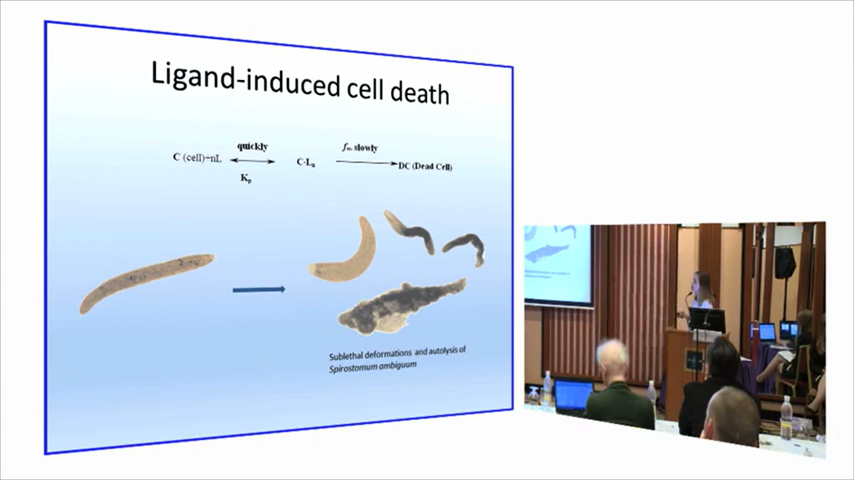 Ligand-induced cell death
quickly
C (cell)+nL
Kp
C·Ln
slowly
DC (Dead Cell)
Sublethal deformations and autolysis of
Spirostomum ambiguum